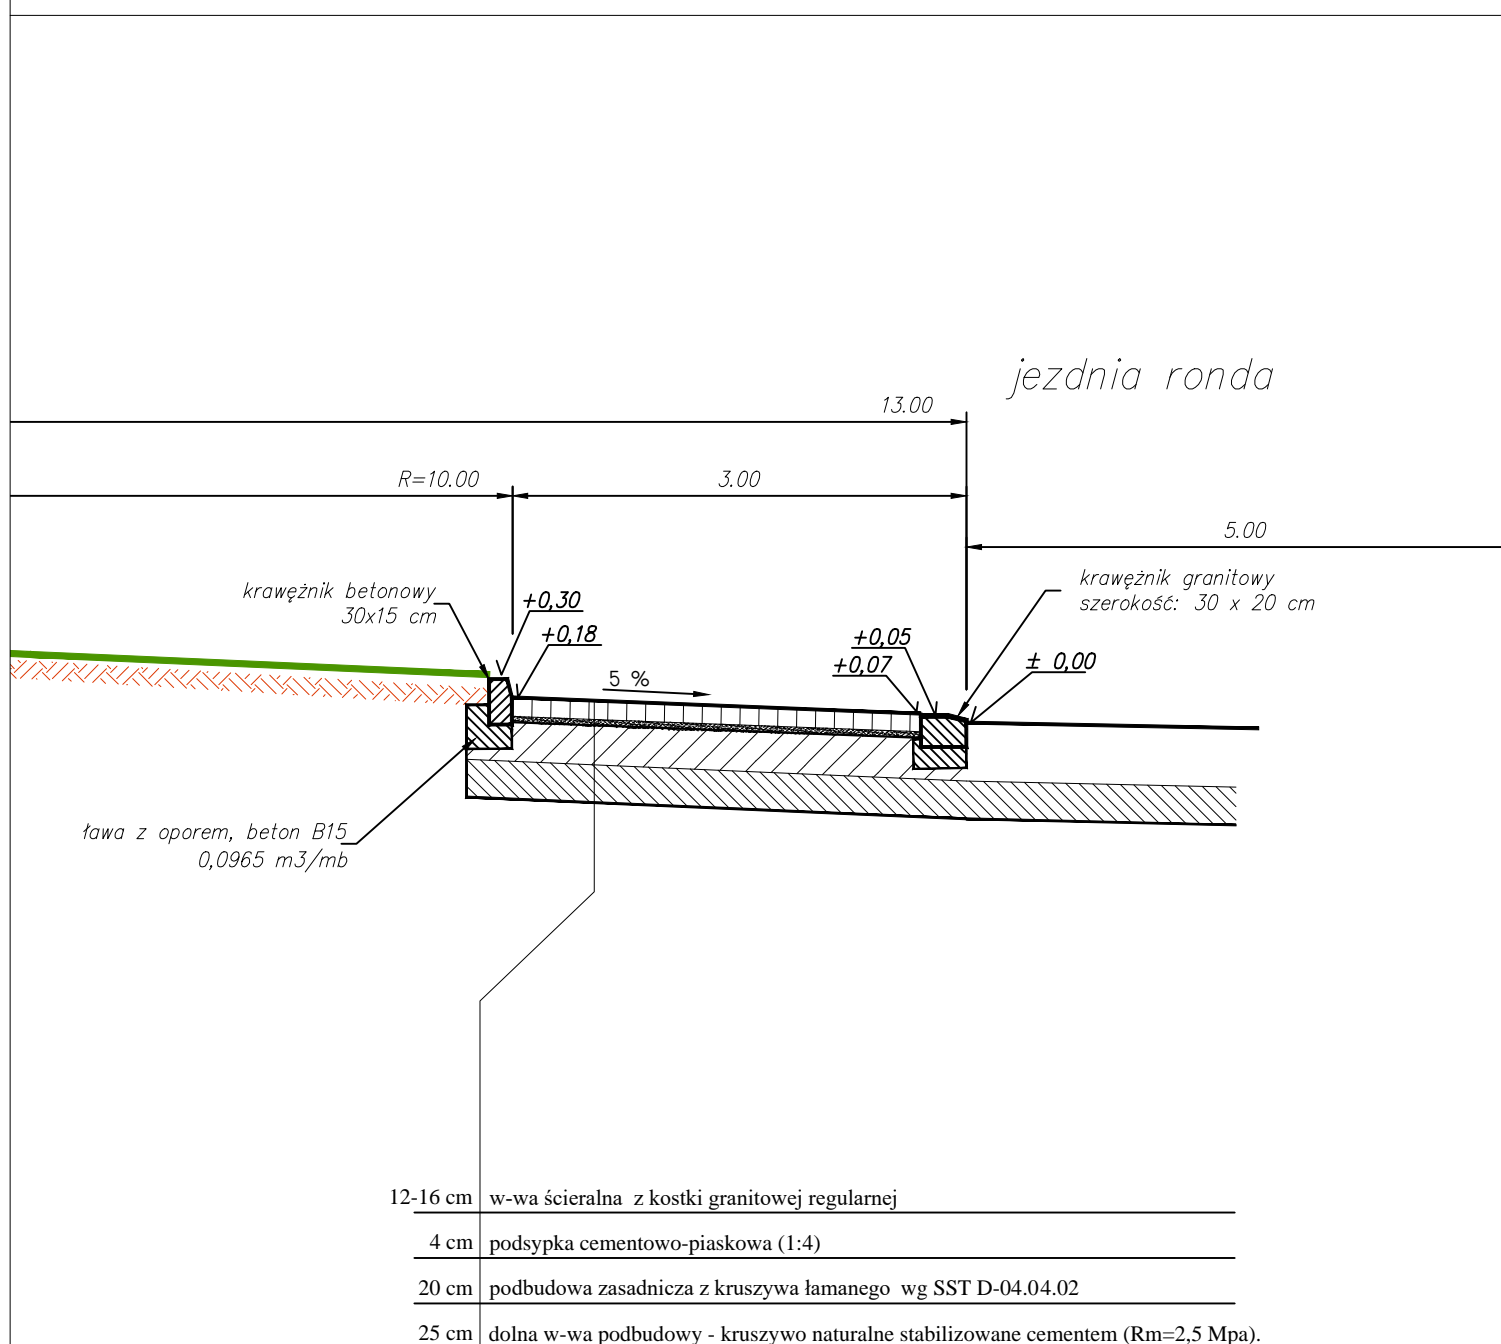 jezdnia ronda
13.00
R=10.00
3.00
5.00
krawężnik betonowy
30x15 cm
+0,30
+0,18
5 %
+0,05
+0,07
krawężnik granitowy
szerokość: 30 x 20 cm
± 0,00
ława z oporem, beton B15
0,0965 m3/mb
12-16 cm w-wa ścieralna z kostki granitowej regularnej
4 cm podsypka cementowo-piaskowa (1:4)
20 cm podbudowa zasadnicza z kruszywa łamanego wg SST D-04.04.02
25 cm dolna w-wa podbudowy - kruszywo naturalne stabilizowane cementem (Rm=2,5 Mpa).